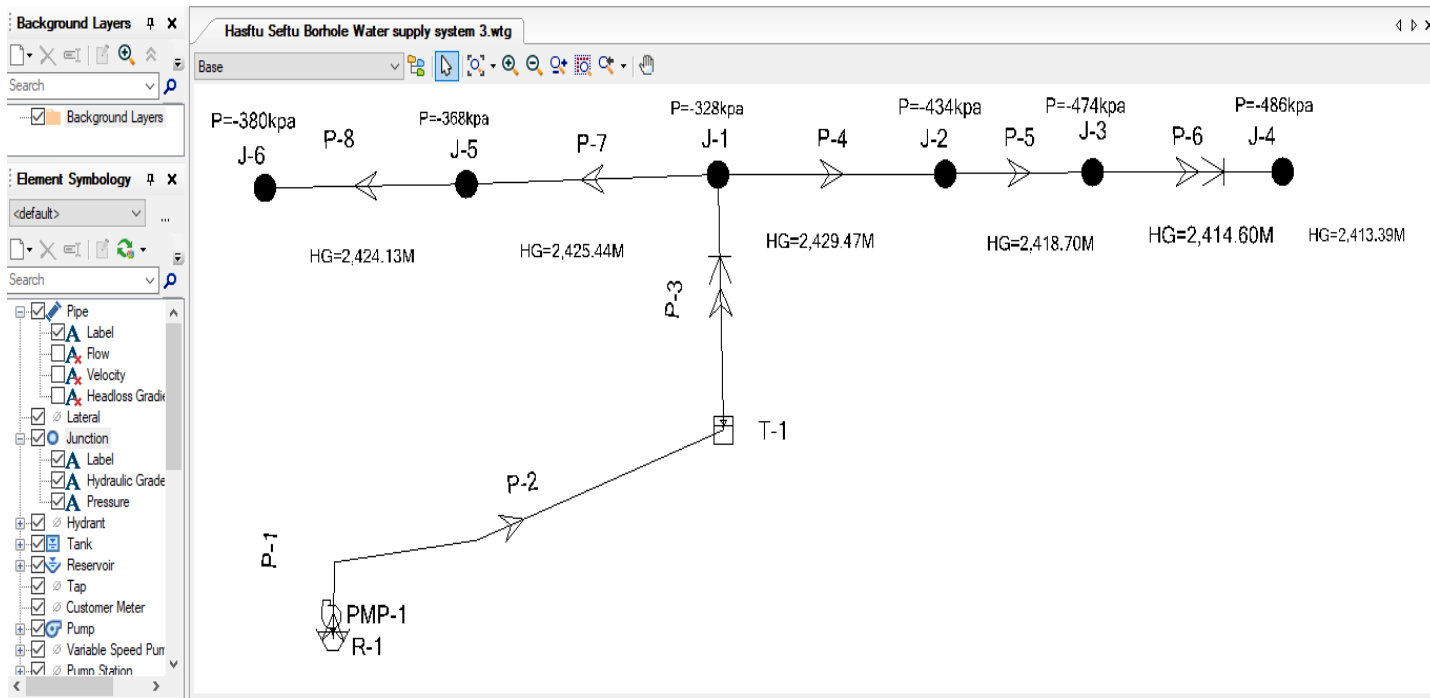 Background Layers
Search
Background Layers
Element Symbology
<default>
...
Search
Pipe
Label
Flow
Velocity
Headloss Gradie
Lateral
Junction
Label
Hydraulic Grade
Pressure
Hydrant
Tank
Reservoir
Tap
Customer Meter
Pump
Variable Speed Pum
Pump Station
Hasftu Seftu Borhole Water supply system 3.wtg
Base
P=-380kpa
P=-368kpa
P=-328kpa
P=-434kpa
P=-474kpa
P=-486kpa
J-6
P-8
J-5
P-7
J-1
P-4
J-2
P-5
J-3
P-6
J-4
HG=2,424.13M
HG=2,425.44M
HG=2,429.47M
HG=2,418.70M
HG=2,414.60M
HG=2,413.39M
P-3
T-1
P-2
P-1
PMP-1
R-1